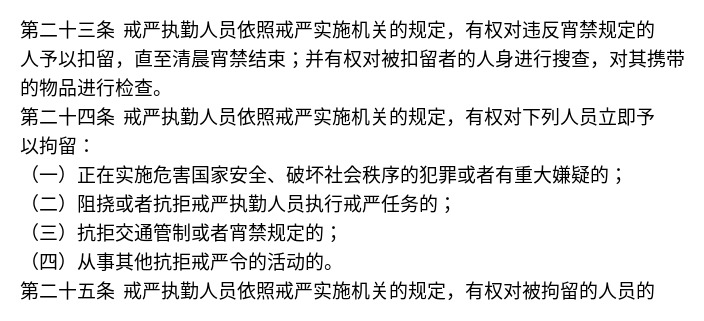 第二十三条 戒严执勤人员依照戒严实施机关的规定，有权对违反宵禁规定的
人予以扣留，直至清晨宵禁结束；并有权对被扣留者的人身进行搜查，对其携带
的物品进行检查。
第二十四条 戒严执勤人员依照戒严实施机关的规定，有权对下列人员立即予
以拘留：
（一）正在实施危害国家安全、破坏社会秩序的犯罪或者有重大嫌疑的；
（二）阻挠或者抗拒戒严执勤人员执行戒严任务的；
（三）抗拒交通管制或者宵禁规定的；
（四）从事其他抗拒戒严令的活动的。
第二十五条 戒严执勤人员依照戒严实施机关的规定，有权对被拘留的人员的